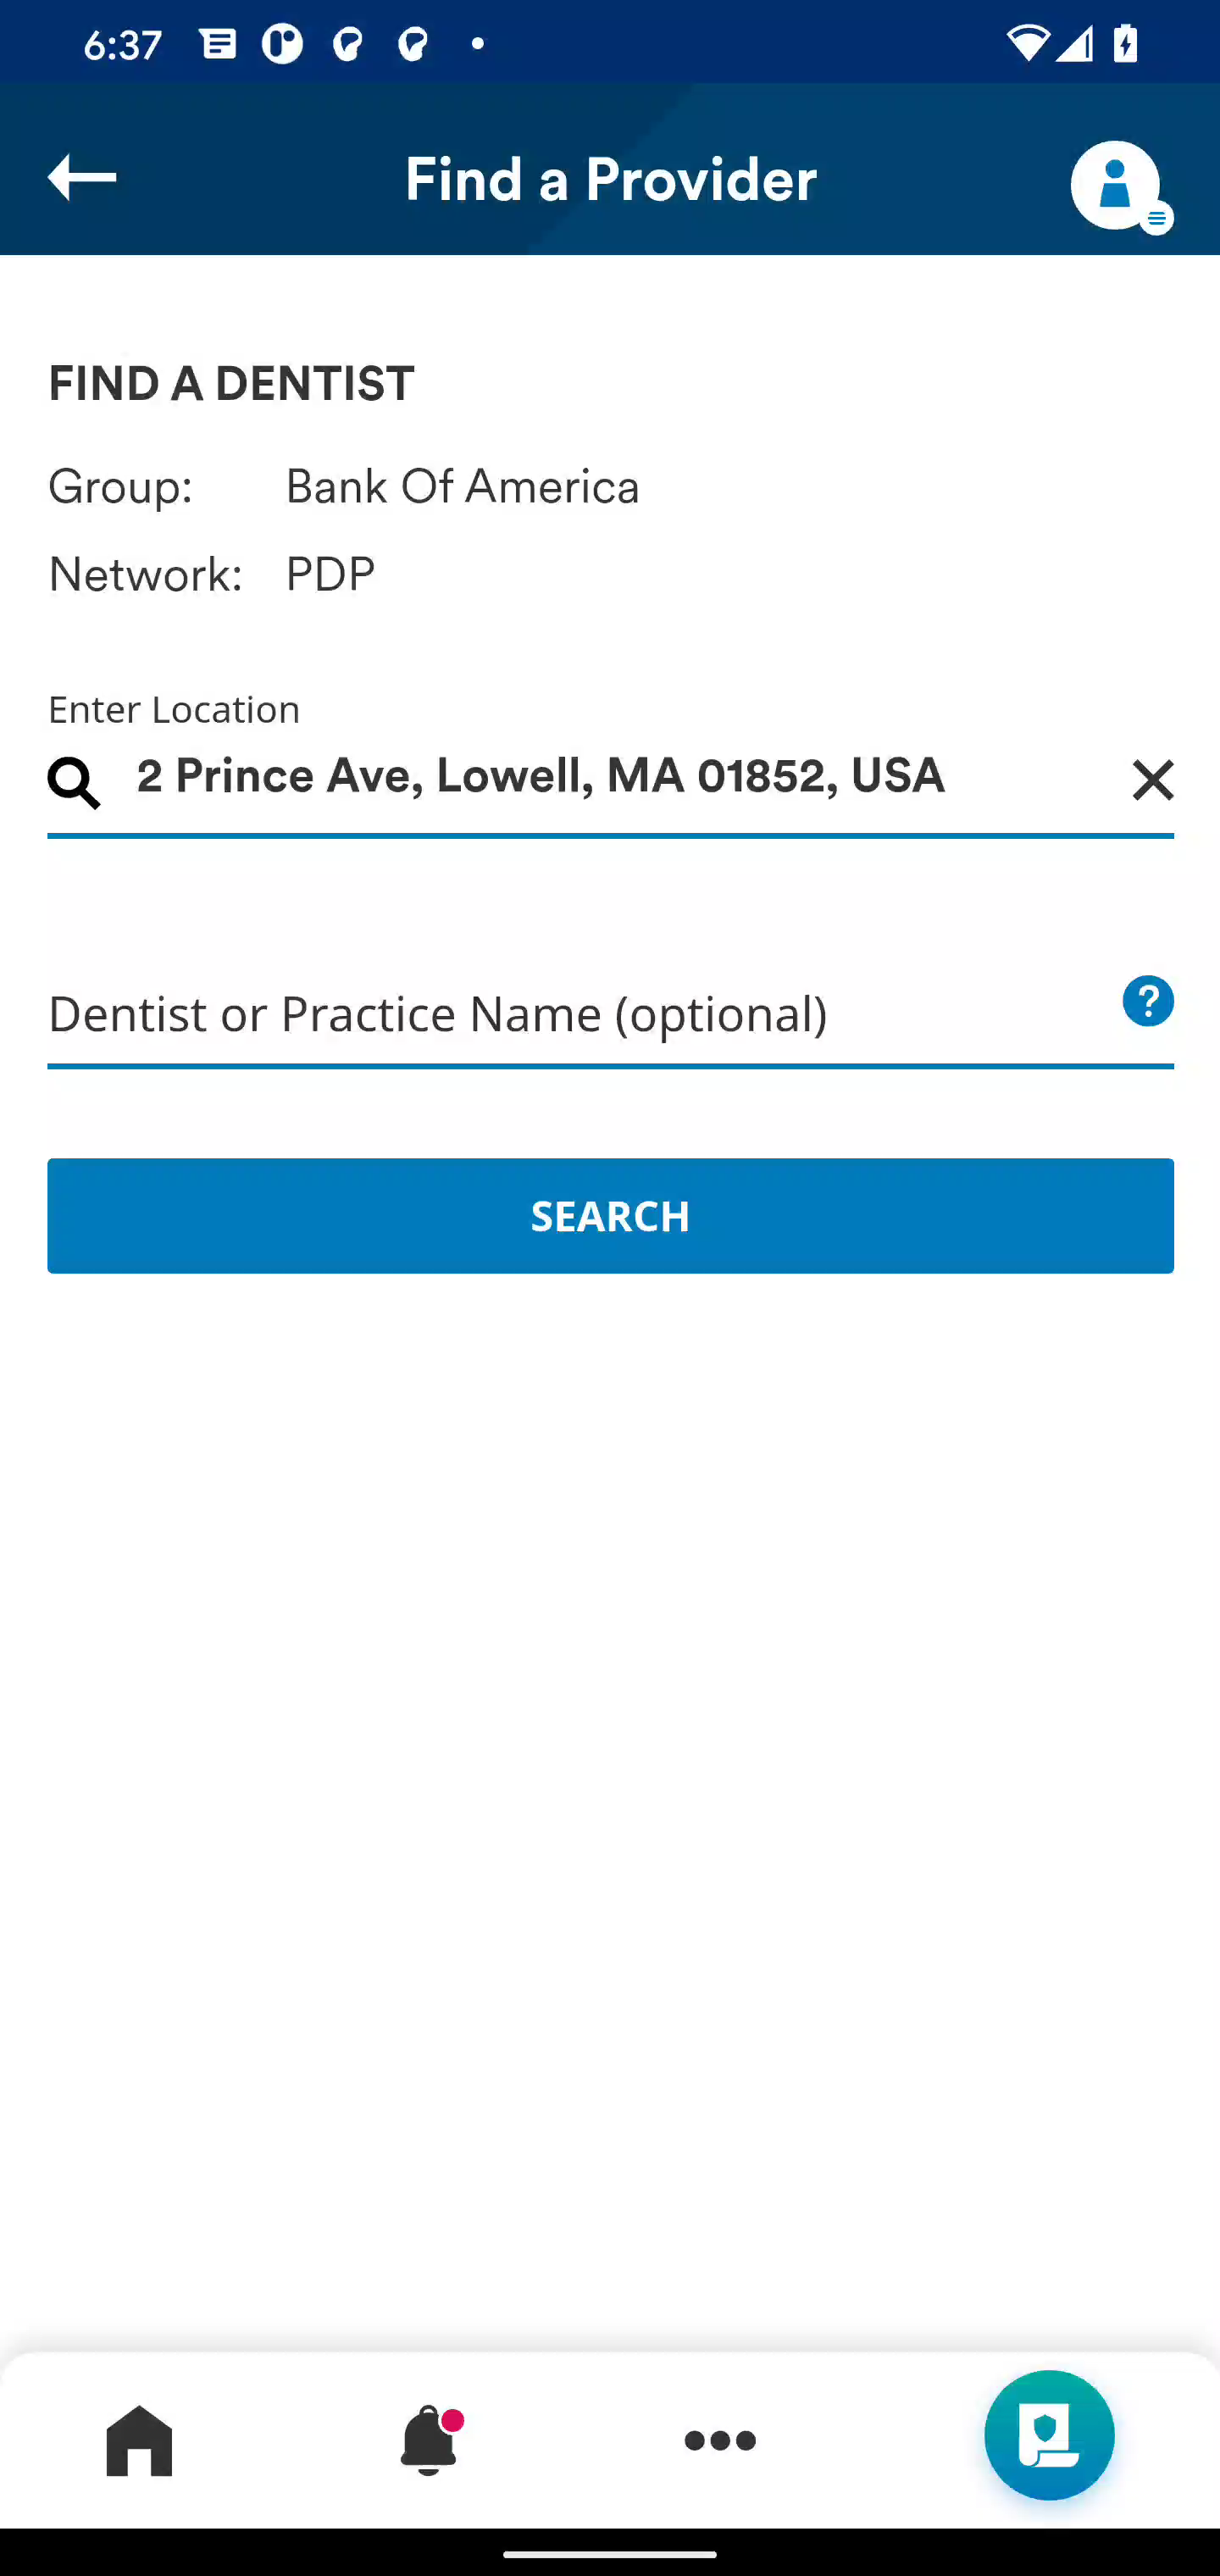 6:37
Find a Provider
FIND A DENTIST
Group: Bank Of America
Network: PDP
Enter Location
2 Prince Ave, Lowell, MA 01852, USA
Dentist or Practice Name (optional)
?
SEARCH